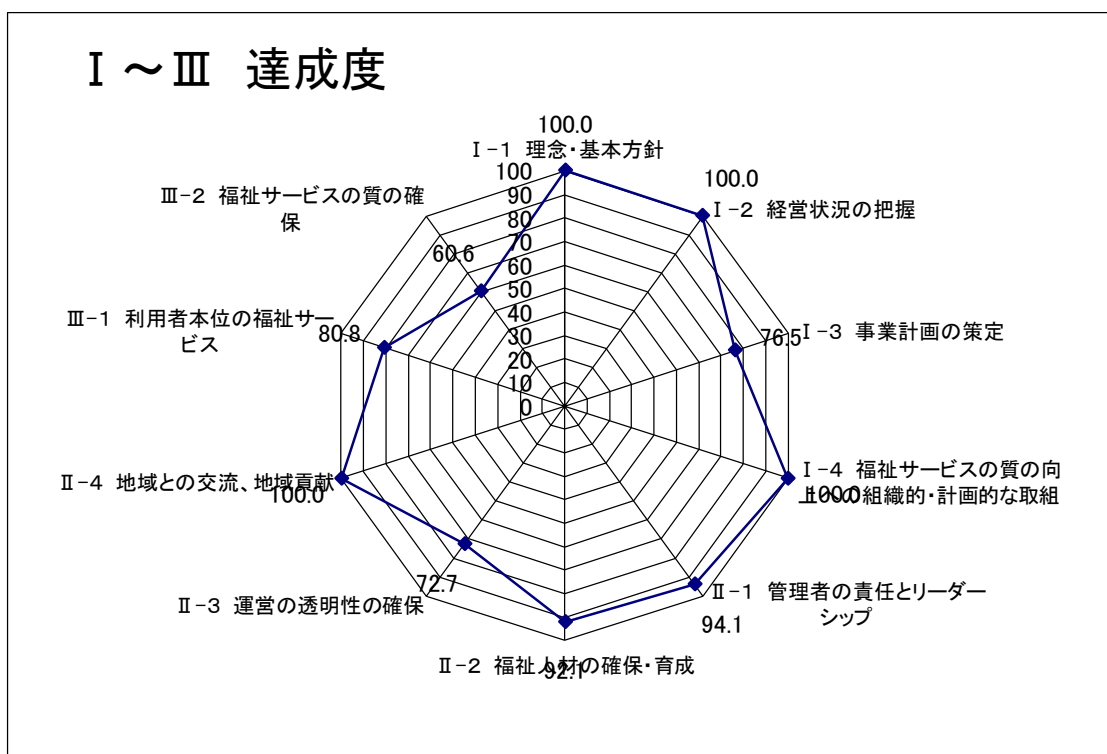 Ⅰ～Ⅲ 達成度
100.0
Ⅰ-1 理念・基本方針
100.0
Ⅰ-2 経営状況の把握
76.5
Ⅰ-3 事業計画の策定
Ⅰ-4 福祉サービスの質の向
上への組織的・計画的な取組
100.0
Ⅱ-1 管理者の責任とリーダー
シップ
94.1
Ⅱ-2 福祉人材の確保・育成
92.1
72.7
Ⅱ-3 運営の透明性の確保
Ⅱ-4 地域との交流、地域貢献
100.0
Ⅲ-1 利用者本位の福祉サー
ビス
80.8
Ⅲ-2 福祉サービスの質の確
保
60.6
100
90
80
70
60
50
40
30
20
10
0